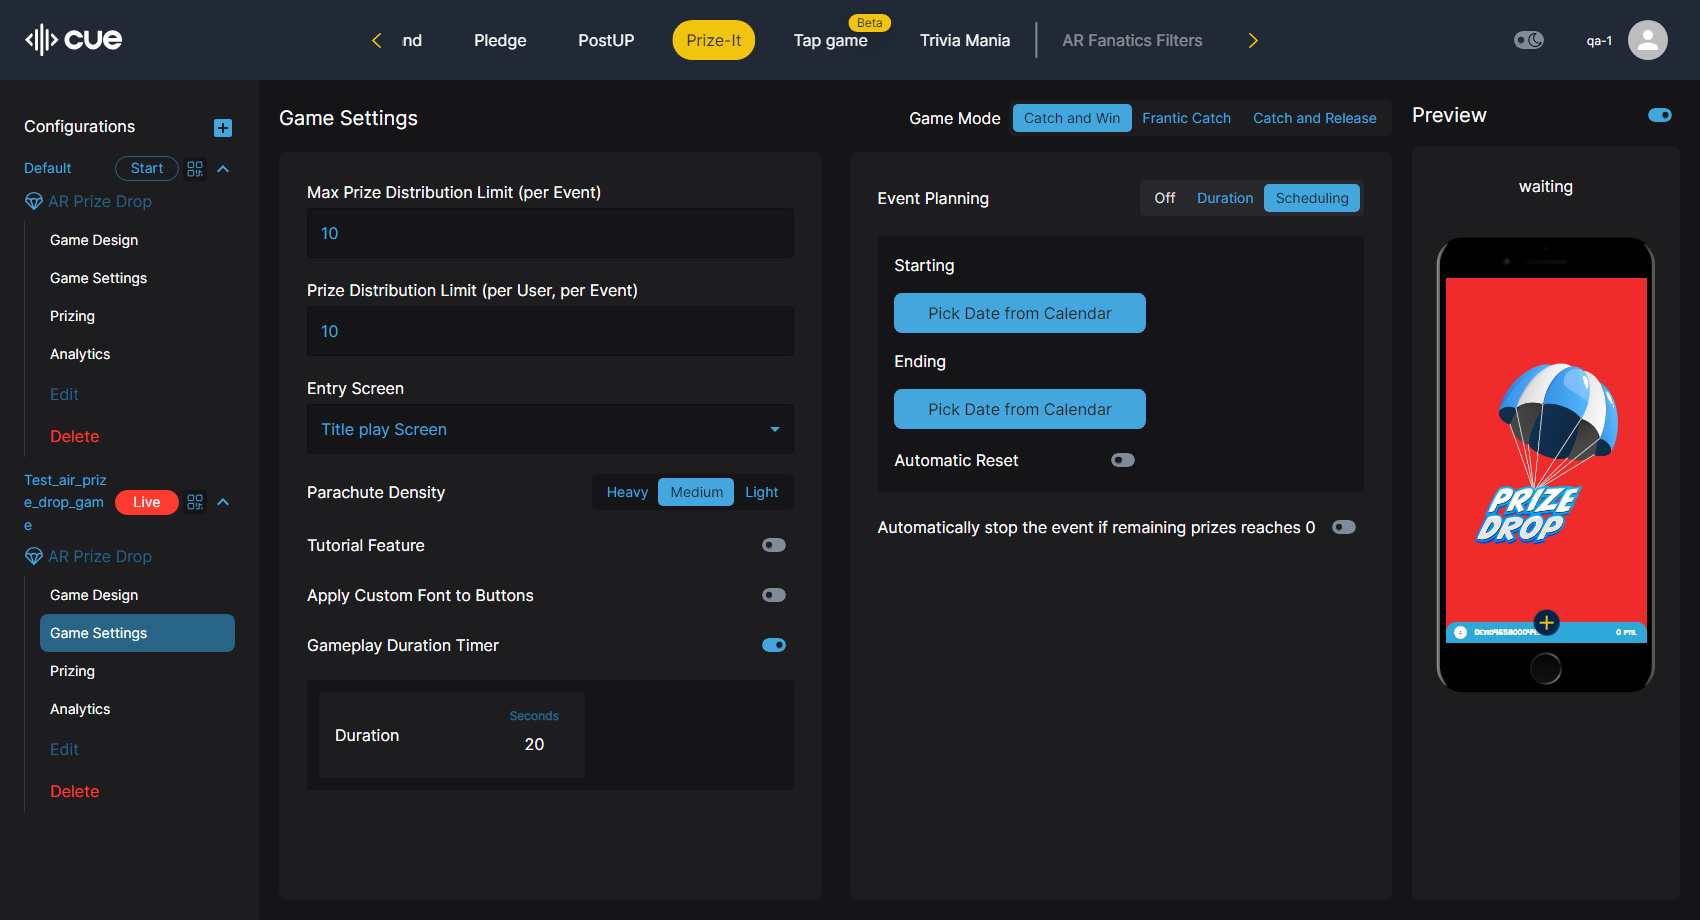 cue
nd
Pledge
PostUP
Prize-It
Beta
Tap game
Trivia Mania
AR Fanatics Filters
qa-1
Configurations
Default
Start
AR Prize Drop
Game Design
Game Settings
Prizing
Analytics
Edit
Delete
Test_air_priz
e_drop_gam
e
Live
AR Prize Drop
Game Design
Game Settings
Prizing
Analytics
Edit
Delete
Game Settings
Max Prize Distribution Limit (per Event)
10
Prize Distribution Limit (per User, per Event)
10
Entry Screen
Title play Screen
Parachute Density
Heavy
Medium
Light
Tutorial Feature
Apply Custom Font to Buttons
Gameplay Duration Timer
Duration
Seconds
20
Game Mode
Catch and Win
Frantic Catch
Catch and Release
Event Planning
Off
Duration
Scheduling
Starting
Pick Date from Calendar
Ending
Pick Date from Calendar
Automatic Reset
Automatically stop the event if remaining prizes reaches 0
Preview
waiting
PRIZE
DROP
0 PTS.